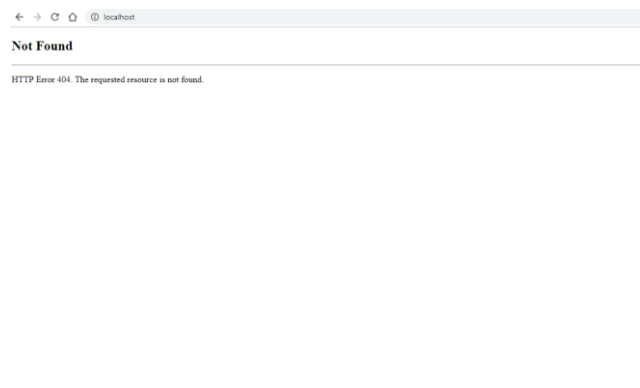 localhost
Not Found
HTTP Error 404. The requested resource is not found.